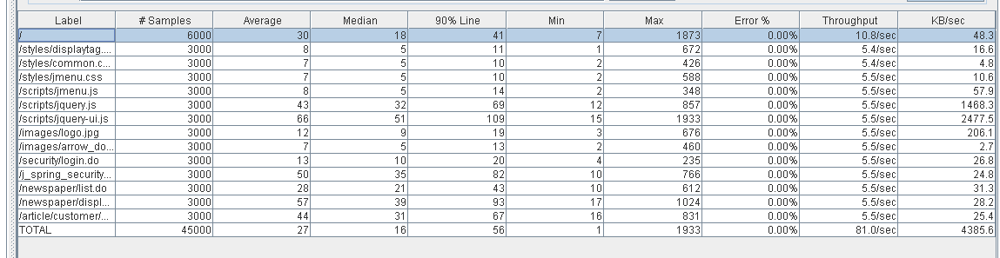 Label # Samples Average Median 90% Line Min Max Error % Throughput KB/sec
/ 6000 30 18 41 7 1873 0.00% 10.8/sec 48.3
/styles/displaytag.... 3000 8 5 11 1 672 0.00% 5.4/sec 16.6
/styles/common.c... 3000 7 5 10 2 426 0.00% 5.4/sec 4.8
/styles/jmenu.css 3000 7 5 10 2 588 0.00% 5.5/sec 10.6
/scripts/jmenu.js 3000 8 5 14 2 348 0.00% 5.5/sec 57.9
/scripts/jquery.js 3000 43 32 69 12 857 0.00% 5.5/sec 1468.3
/scripts/jquery-ui.js 3000 66 51 109 15 1933 0.00% 5.5/sec 2477.5
/images/logo.jpg 3000 12 9 19 3 676 0.00% 5.5/sec 206.1
/images/arrow_do... 3000 7 5 13 2 460 0.00% 5.5/sec 2.7
/security/login.do 3000 13 10 20 4 235 0.00% 5.5/sec 26.8
/j_spring_security... 3000 50 35 82 10 766 0.00% 5.5/sec 24.8
/newspaper/list.do 3000 28 21 43 10 612 0.00% 5.5/sec 31.3
/newspaper/displ... 3000 57 39 93 17 1024 0.00% 5.5/sec 28.2
/article/customer/... 3000 44 31 67 16 831 0.00% 5.5/sec 25.4
TOTAL 45000 27 16 56 1 1933 0.00% 81.0/sec 4385.6